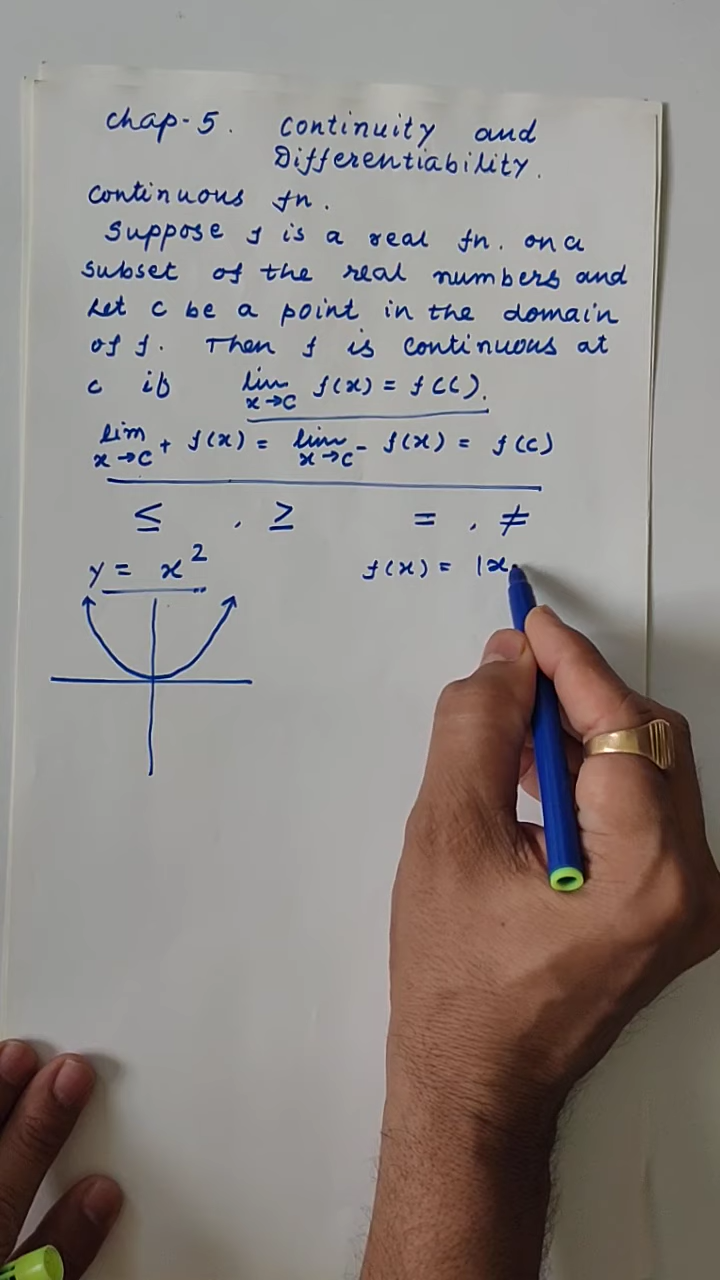 Chap-5. Continuity and
Differentiability.
Continuous fn.
Suppose f is a real fn. on a
subset of the real numbers and
Let c be a point in the domain
of f. Then f is continuous at
c if lim x→c f(x) = f(c).
lim x→c+ f(x) = lim x→c- f(x) = f(c)
≤ , ≥ = , ≠
y = x² f(x) = |x